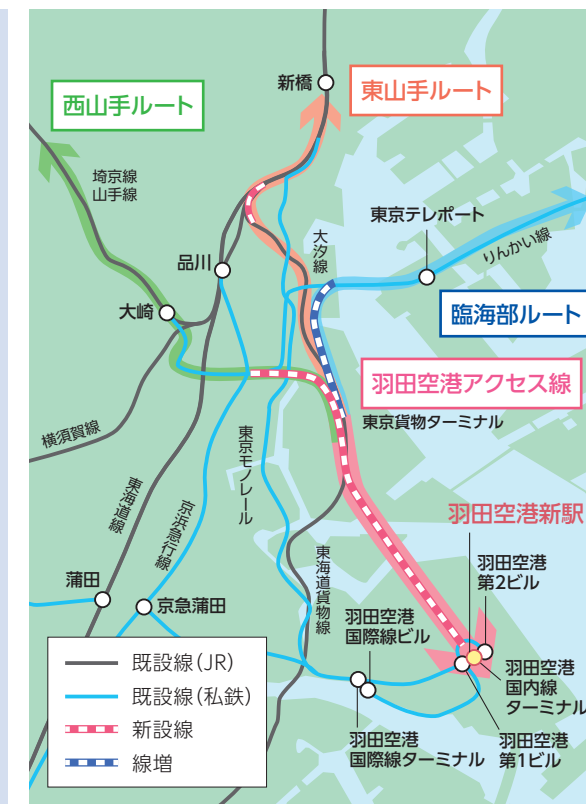 新橋
東山手ルート
西山手ルート
埼京線
山手線
東京テレポート
大汐線
りんかい線
品川
大崎
臨海部ルート
羽田空港アクセス線
東京貨物ターミナル
横須賀線
東海道線
京浜急行線
東京モノレール
東海道貨物線
羽田空港新駅
羽田空港
第2ビル
蒲田
京急蒲田
羽田空港
国際線ビル
羽田空港
国内線
ターミナル
羽田空港
国際線ターミナル
羽田空港
第1ビル
既設線(JR)
既設線(私鉄)
新設線
線増